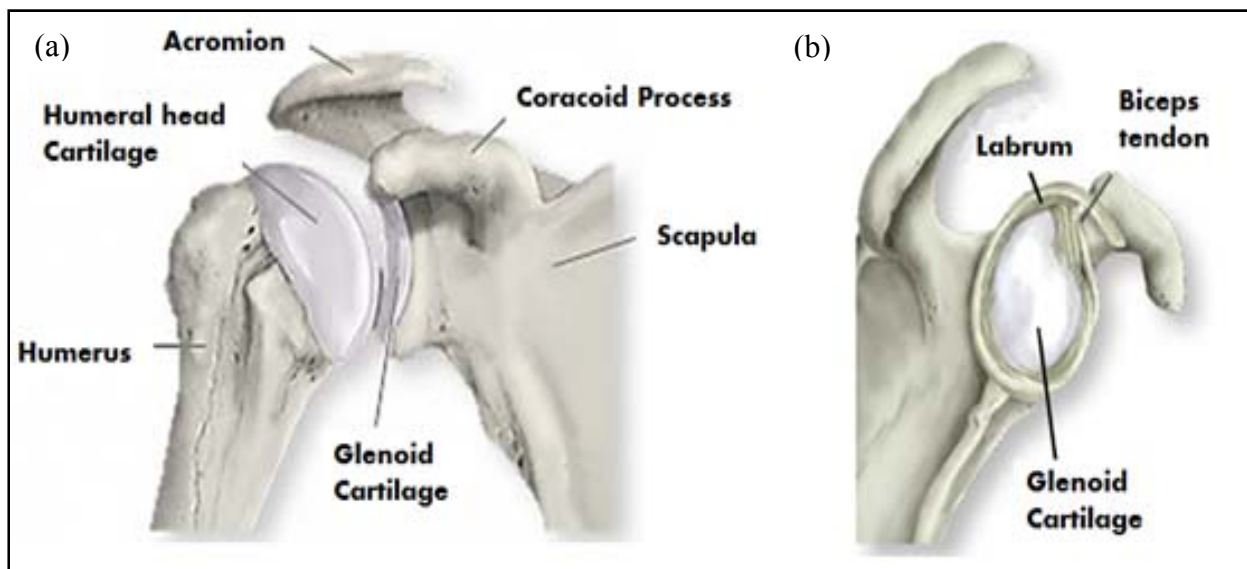 (a)
Acromion
Coracoid Process
Humeral head
Cartilage
Scapula
Humerus
Glenoid
Cartilage
(b)
Biceps
tendon
Labrum
Glenoid
Cartilage